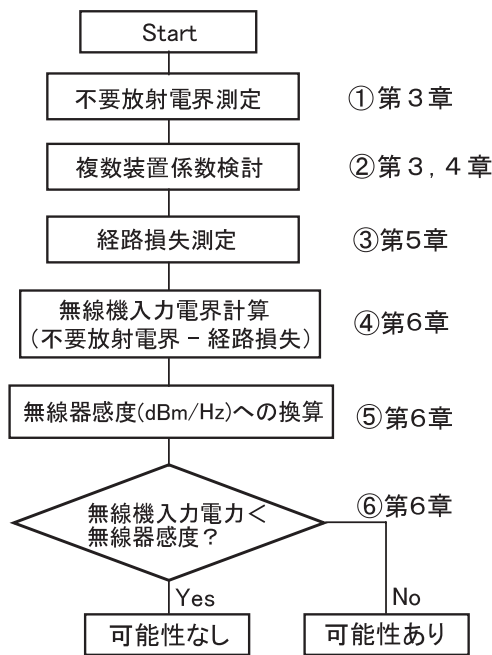 Start
不要放射電界測定
①第３章
複数装置係数検討
②第３，４章
経路損失測定
③第5章
無線機入力電界計算
(不要放射電界 − 経路損失)
④第6章
無線器感度(dBm/Hz)への換算
⑤第6章
無線機入力電力＜
無線器感度？
⑥第6章
Yes
No
可能性なし
可能性あり